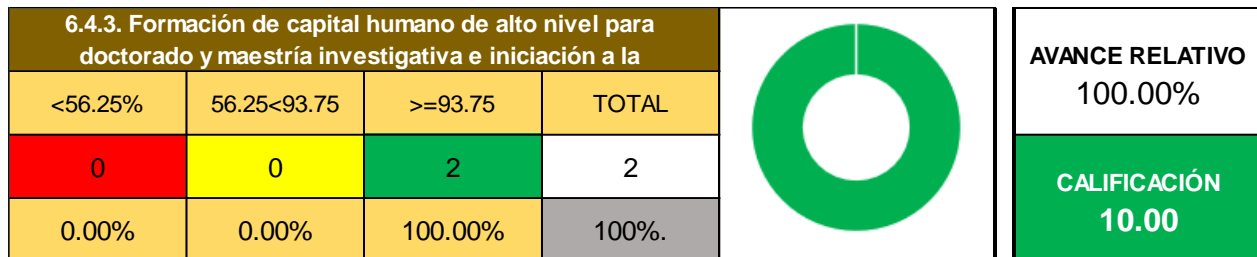 6.4.3. Formación de capital humano de alto nivel para
doctorado y maestría investigativa e iniciación a la
<56.25% 56.25<93.75 >=93.75 TOTAL
0 0 2 2
0.00% 0.00% 100.00% 100%.
AVANCE RELATIVO
100.00%
CALIFICACIÓN
10.00